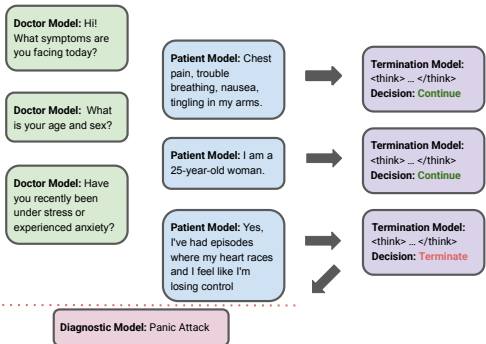 Doctor Model: Hi!
What symptoms are
you facing today?
Patient Model: Chest
pain, trouble
breathing, nausea,
tingling in my arms.
Termination Model:
<think> ... </think>
Decision: Continue
Doctor Model: What
is your age and sex?
Patient Model: I am a
25-year-old woman.
Termination Model:
<think> ... </think>
Decision: Continue
Doctor Model: Have
you recently been
under stress or
experienced anxiety?
Patient Model: Yes,
I've had episodes
where my heart races
and I feel like I'm
losing control
Termination Model:
<think> ... </think>
Decision: Terminate
Diagnostic Model: Panic Attack